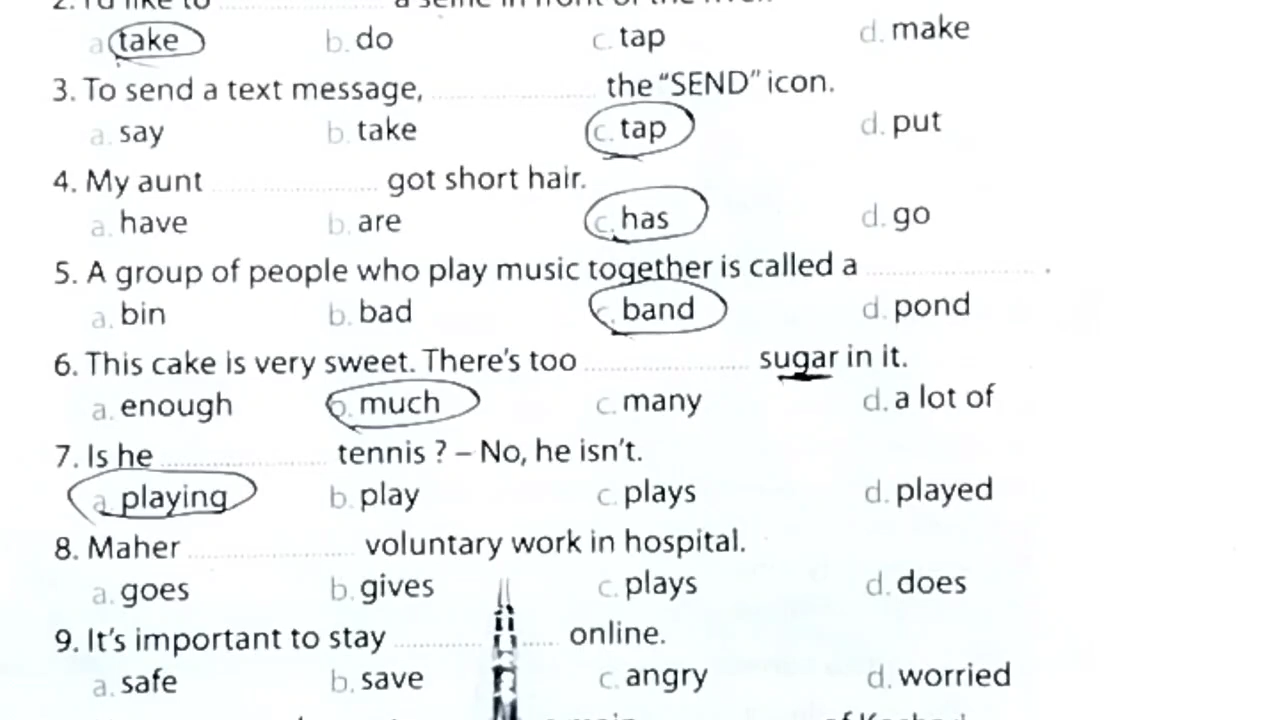 a take b. do c. tap d. make
3. To send a text message, .................... the “SEND” icon.
a. say b. take c. tap d. put
4. My aunt .................... got short hair.
a. have b. are c. has d. go
5. A group of people who play music together is called a .................... .
a. bin b. bad c. band d. pond
6. This cake is very sweet. There's too .................... sugar in it.
a. enough b. much c. many d. a lot of
7. Is he .................... tennis ? – No, he isn't.
a. playing b. play c. plays d. played
8. Maher .................... voluntary work in hospital.
a. goes b. gives c. plays d. does
9. It's important to stay .................... online.
a. safe b. save c. angry d. worried